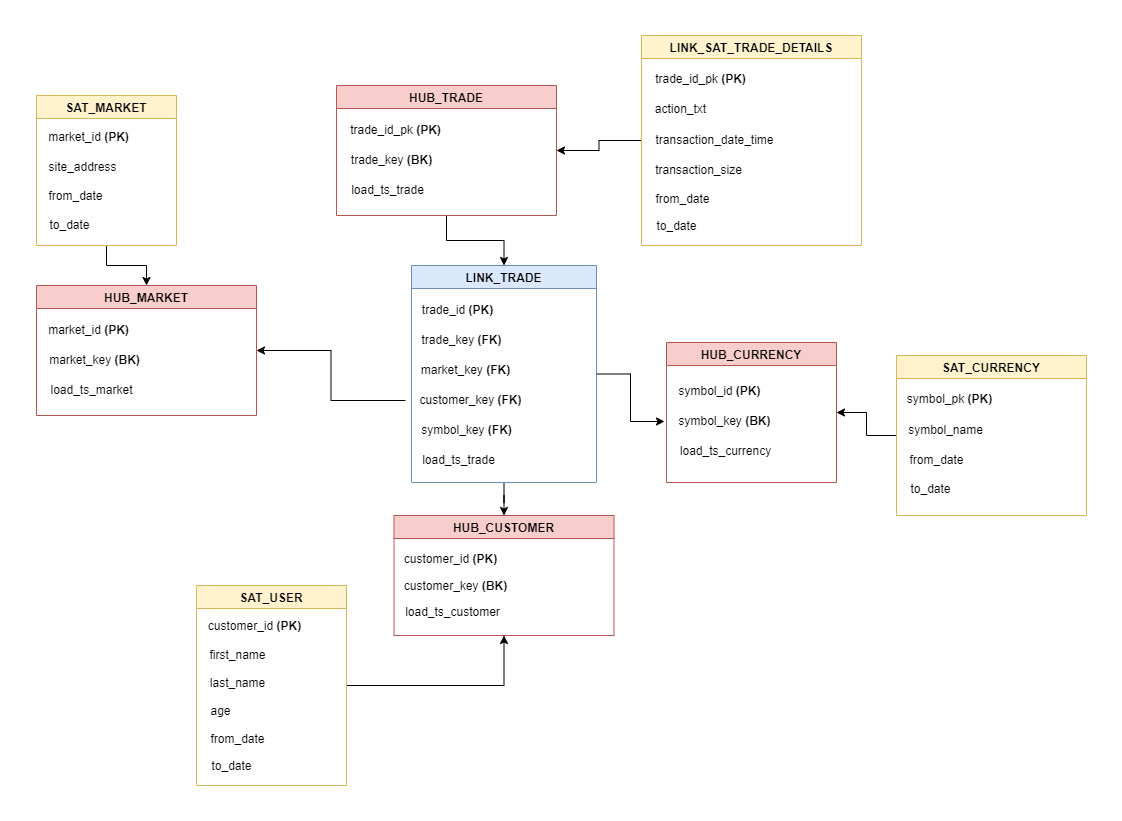 LINK_SAT_TRADE_DETAILS
trade_id_pk (PK)
action_txt
transaction_date_time
transaction_size
from_date
to_date
HUB_TRADE
trade_id_pk (PK)
trade_key (BK)
load_ts_trade
SAT_MARKET
market_id (PK)
site_address
from_date
to_date
HUB_MARKET
market_id (PK)
market_key (BK)
load_ts_market
LINK_TRADE
trade_id (PK)
trade_key (FK)
market_key (FK)
customer_key (FK)
symbol_key (FK)
load_ts_trade
HUB_CURRENCY
symbol_id (PK)
symbol_key (BK)
load_ts_currency
SAT_CURRENCY
symbol_pk (PK)
symbol_name
from_date
to_date
HUB_CUSTOMER
customer_id (PK)
customer_key (BK)
load_ts_customer
SAT_USER
customer_id (PK)
first_name
last_name
age
from_date
to_date